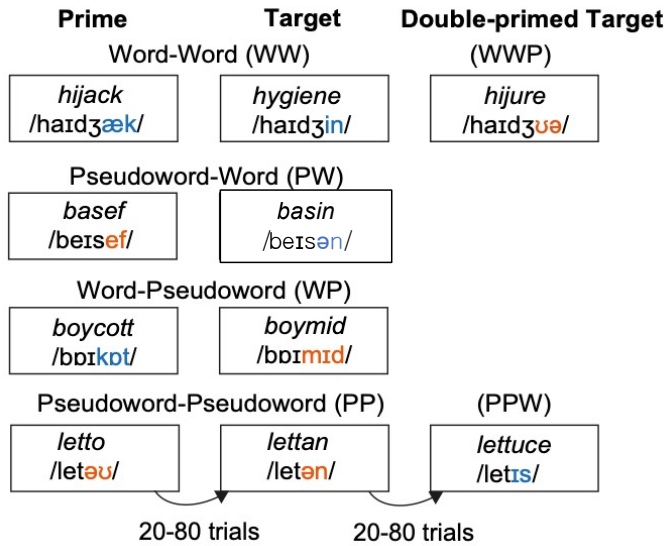 Prime Target Double-primed Target
Word-Word (WW) (WWP)
hijack hygiene hijure
/haɪdʒæk/ /haɪdʒin/ /haɪdʒʊə/
Pseudoword-Word (PW)
basef basin
/beɪsef/ /beɪsən/
Word-Pseudoword (WP)
boycott boymid
/bɒɪkɒt/ /bɒɪmɪd/
Pseudoword-Pseudoword (PP) (PPW)
letto lettan lettuce
/letəʊ/ /letən/ /letɪs/
20-80 trials 20-80 trials